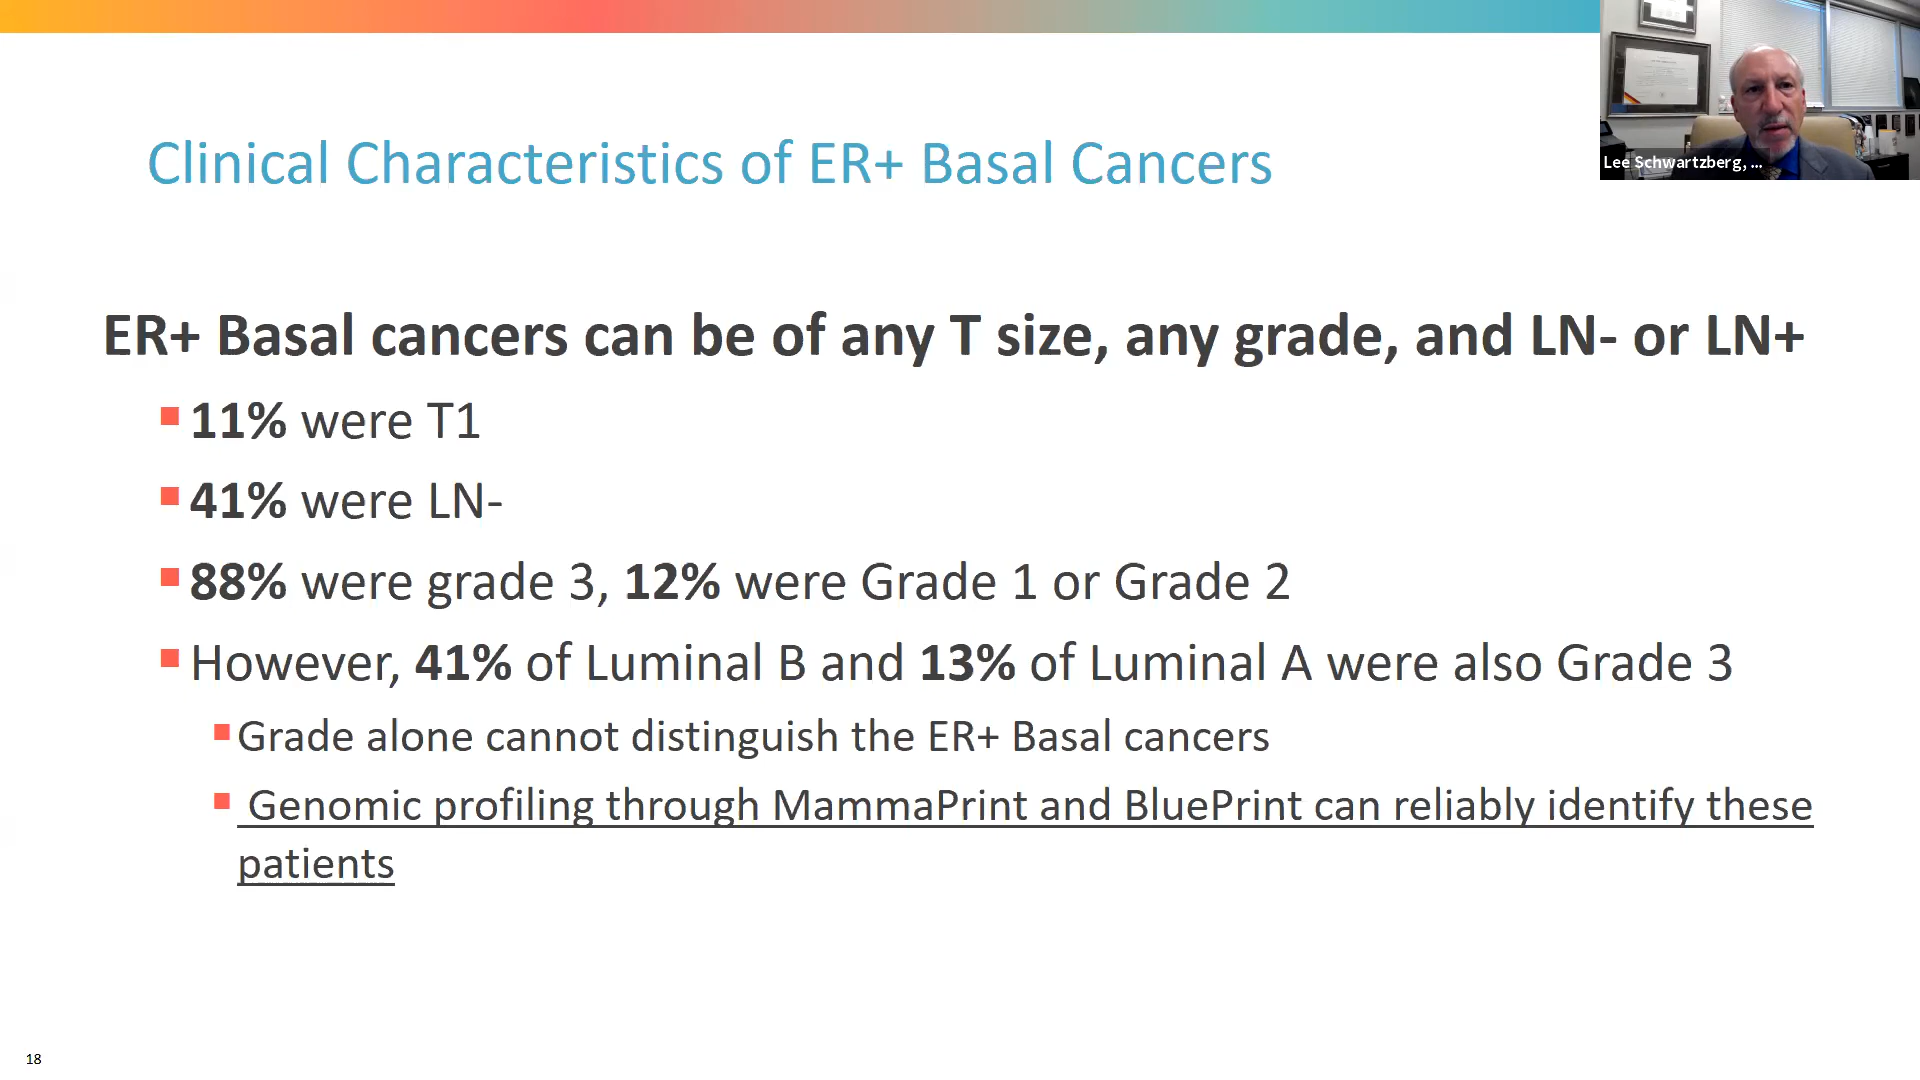 Lee Schwartzberg, ...
Clinical Characteristics of ER+ Basal Cancers
ER+ Basal cancers can be of any T size, any grade, and LN- or LN+
11% were T1
41% were LN-
88% were grade 3, 12% were Grade 1 or Grade 2
However, 41% of Luminal B and 13% of Luminal A were also Grade 3
Grade alone cannot distinguish the ER+ Basal cancers
Genomic profiling through MammaPrint and BluePrint can reliably identify these
patients
18